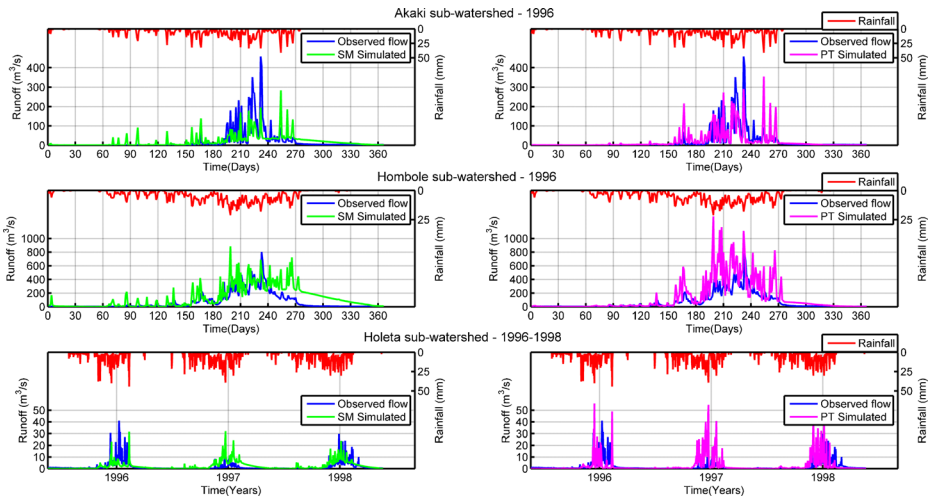 Akaki sub-watershed - 1996
Runoff (m³/s)
400
300
200
100
0
0 30 60 90 120 150 180 210 240 270 300 330 360
Time(Days)
Observed flow
SM Simulated
0
25
50
Rainfall (mm)
Runoff (m³/s)
400
300
200
100
0
0 30 60 90 120 150 180 210 240 270 300 330 360
Time(Days)
Rainfall
Observed flow
PT Simulated
0
25
50
Rainfall (mm)
Hombole sub-watershed - 1996
Runoff (m³/s)
1000
800
600
400
200
0
0 30 60 90 120 150 180 210 240 270 300 330 360
Time(Days)
Observed flow
SM Simulated
0
25
Rainfall (mm)
Runoff (m³/s)
1000
800
600
400
200
0
0 30 60 90 120 150 180 210 240 270 300 330 360
Time(Days)
Rainfall
Observed flow
PT Simulated
0
25
Rainfall (mm)
Holeta sub-watershed - 1996-1998
Runoff (m³/s)
50
40
30
20
10
0
1996 1997 1998
Time(Years)
Observed flow
SM Simulated
0
25
50
Rainfall (mm)
Runoff (m³/s)
50
40
30
20
10
0
1996 1997 1998
Time(Years)
Rainfall
Observed flow
PT Simulated
0
25
50
Rainfall (mm)